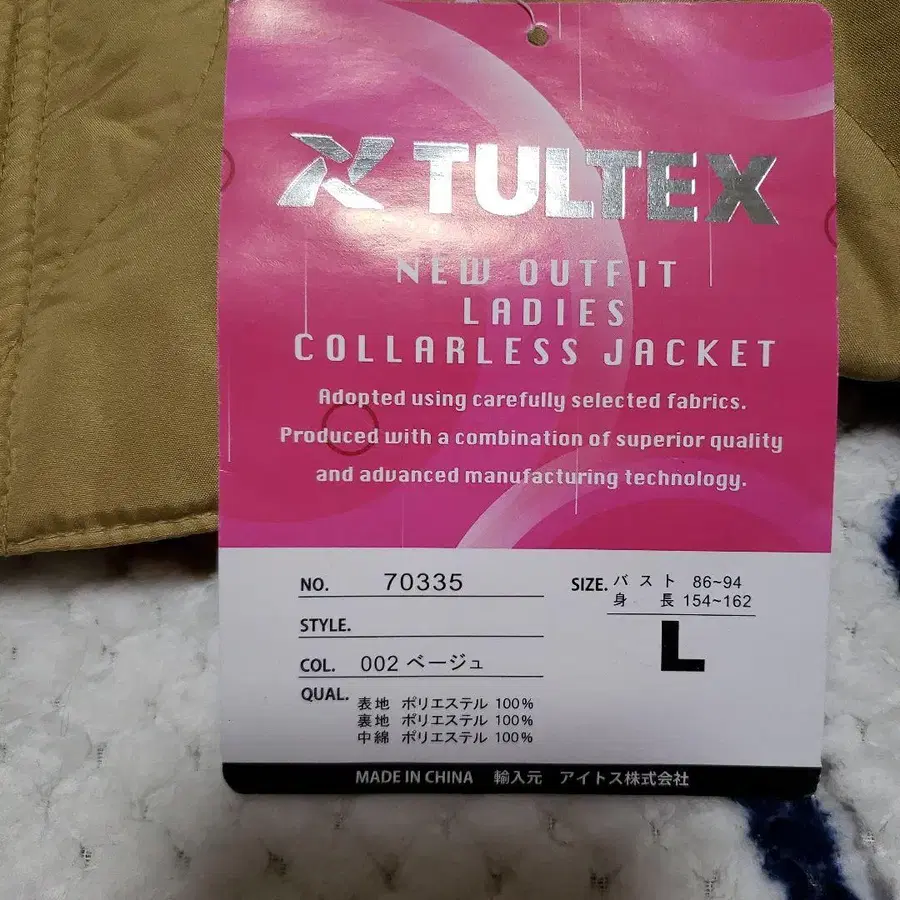 TULTEX
NEW OUTFIT
LADIES
COLLARLESS JACKET
Adopted using carefully selected fabrics.
Produced with a combination of superior quality
and advanced manufacturing technology.
NO. 70335
SIZE. バスト 86~94
身長 154~162
L
STYLE.
COL. 002 ベージュ
QUAL. 表地 ポリエステル 100%
裏地 ポリエステル 100%
中綿 ポリエステル 100%
MADE IN CHINA 輸入元 アイトス株式会社